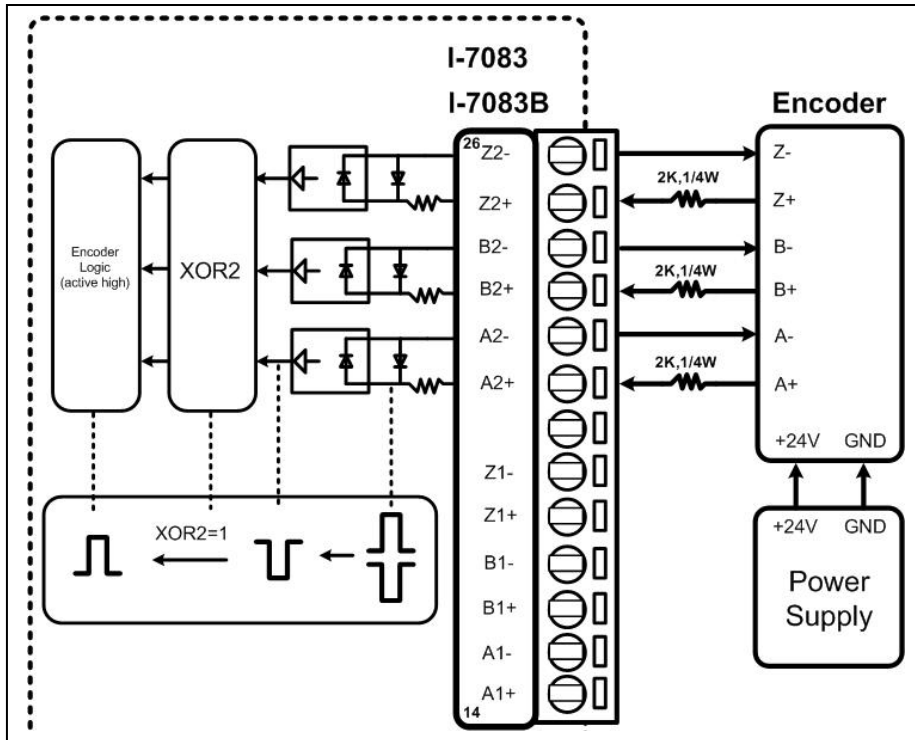 I-7083
I-7083B
Encoder
26
Z2-
Z2+
B2-
B2+
A2-
A2+
Z1-
Z1+
B1-
B1+
A1-
A1+
14
Encoder
Logic
(active high)
XOR2
XOR2=1
2K,1/4W
2K,1/4W
2K,1/4W
Z-
Z+
B-
B+
A-
A+
+24V GND
+24V GND
Power
Supply